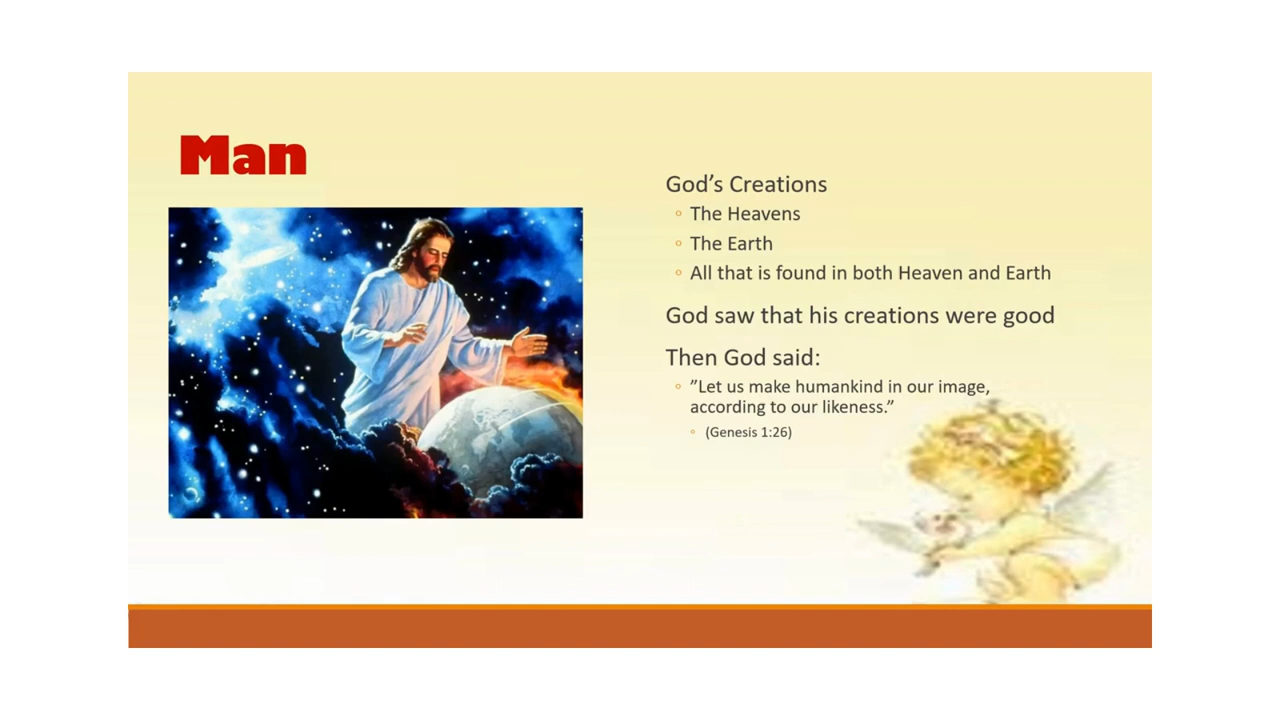 Man
God’s Creations
◦ The Heavens
◦ The Earth
◦ All that is found in both Heaven and Earth
God saw that his creations were good
Then God said:
◦ ”Let us make humankind in our image,
according to our likeness.”
◦ (Genesis 1:26)